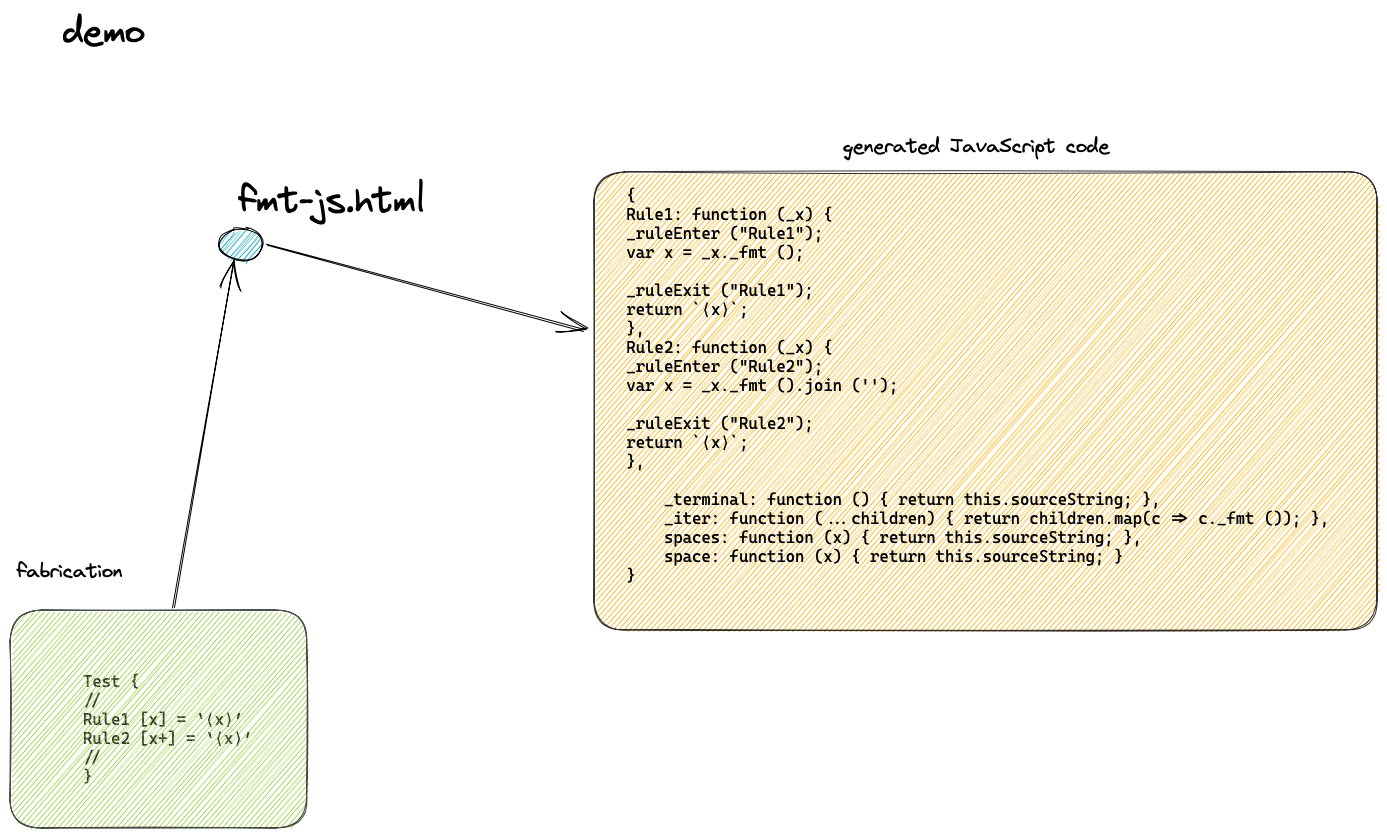 demo
generated JavaScript code
fmt-js.html
{
Rule1: function (_x) {
_ruleEnter ("Rule1");
var x = _x._fmt ();
_ruleExit ("Rule1");
return `⟨x⟩`;
},
Rule2: function (_x) {
_ruleEnter ("Rule2");
var x = _x._fmt ().join ('');
_ruleExit ("Rule2");
return `⟨x⟩`;
},
_terminal: function () { return this.sourceString; },
_iter: function (...children) { return children.map(c => c._fmt ()); },
spaces: function (x) { return this.sourceString; },
space: function (x) { return this.sourceString; }
}
fabrication
Test {
//
Rule1 [x] = ‛⟨x⟩’
Rule2 [x+] = ‛⟨x⟩’
//
}